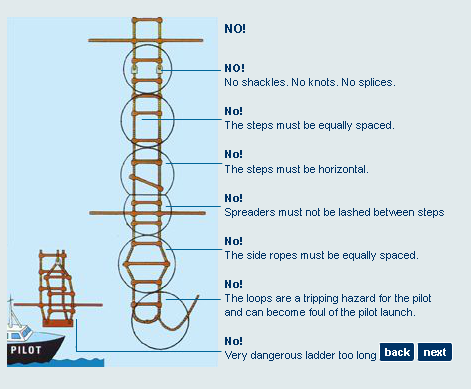 NO!
NO!
No shackles. No knots. No splices.
No!
The steps must be equally spaced.
No!
The steps must be horizontal.
No!
Spreaders must not be lashed between steps
No!
The side ropes must be equally spaced.
No!
The loops are a tripping hazard for the pilot
and can become foul of the pilot launch.
No!
Very dangerous ladder too long
back next
PILOT